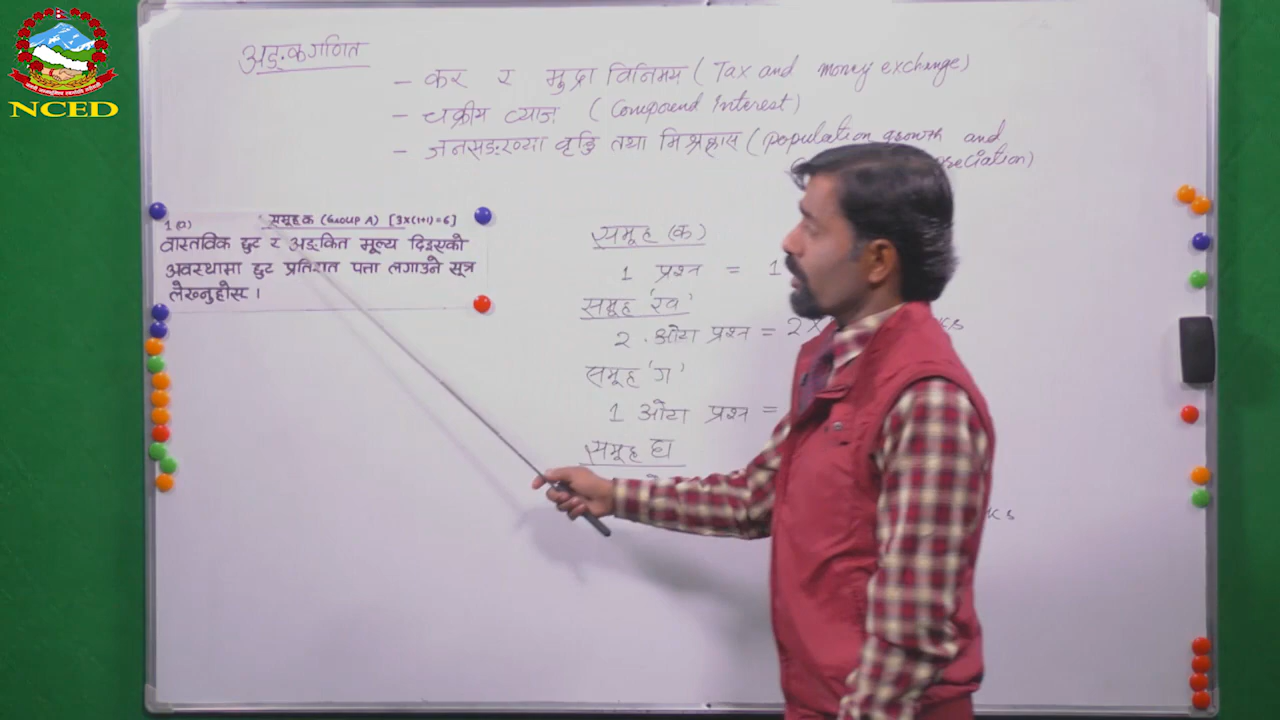 NCED
अङ्कगणित
- कर र मुद्रा विनिमय (Tax and money exchange)
- चक्रीय व्याज (Compound Interest)
- जनसङ्ख्या वृद्धि तथा मिश्रह्रास (population growth and
reciation)
समूह क (GROUP A) [3×(1+1)=6]
1(a)
वास्तविक छुट र अङ्कित मूल्य दिइएको
अवस्थामा छुट प्रतिशत पत्ता लगाउने सूत्र
लेख्नुहोस् ।
समूह (क)
1 प्रश्न = 1
समूह 'ख'
2. ओटा प्रश्न = 2×
समूह 'ग'
1 ओटा प्रश्न =
समूह घ